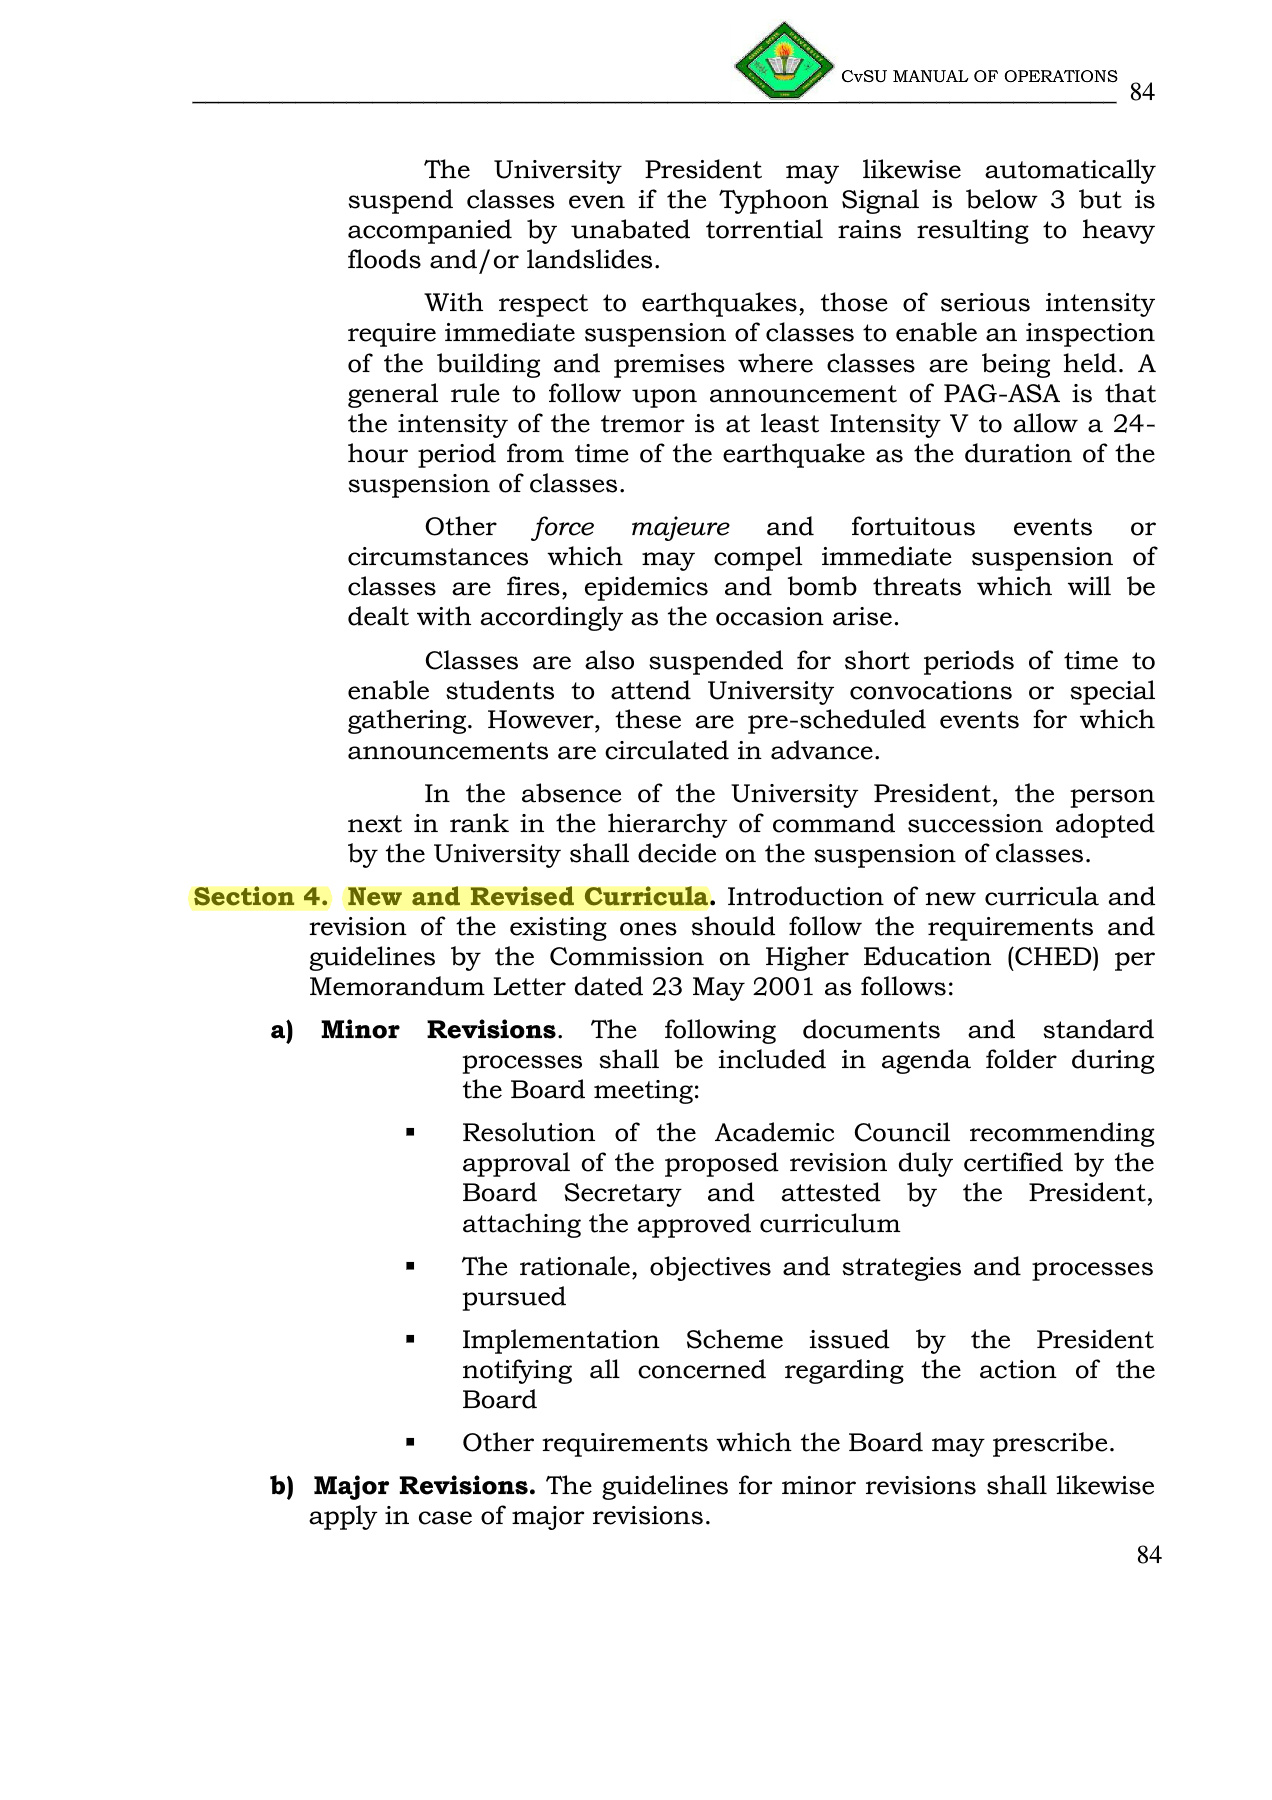 CvSU MANUAL OF OPERATIONS
84
The University President may likewise automatically
suspend classes even if the Typhoon Signal is below 3 but is
accompanied by unabated torrential rains resulting to heavy
floods and/or landslides.
With respect to earthquakes, those of serious intensity
require immediate suspension of classes to enable an inspection
of the building and premises where classes are being held. A
general rule to follow upon announcement of PAG-ASA is that
the intensity of the tremor is at least Intensity V to allow a 24-
hour period from time of the earthquake as the duration of the
suspension of classes.
Other force majeure and fortuitous events or
circumstances which may compel immediate suspension of
classes are fires, epidemics and bomb threats which will be
dealt with accordingly as the occasion arise.
Classes are also suspended for short periods of time to
enable students to attend University convocations or special
gathering. However, these are pre-scheduled events for which
announcements are circulated in advance.
In the absence of the University President, the person
next in rank in the hierarchy of command succession adopted
by the University shall decide on the suspension of classes.
Section 4. New and Revised Curricula. Introduction of new curricula and
revision of the existing ones should follow the requirements and
guidelines by the Commission on Higher Education (CHED) per
Memorandum Letter dated 23 May 2001 as follows:
a) Minor Revisions. The following documents and standard
processes shall be included in agenda folder during
the Board meeting:
▪ Resolution of the Academic Council recommending
approval of the proposed revision duly certified by the
Board Secretary and attested by the President,
attaching the approved curriculum
▪ The rationale, objectives and strategies and processes
pursued
▪ Implementation Scheme issued by the President
notifying all concerned regarding the action of the
Board
▪ Other requirements which the Board may prescribe.
b) Major Revisions. The guidelines for minor revisions shall likewise
apply in case of major revisions.
84